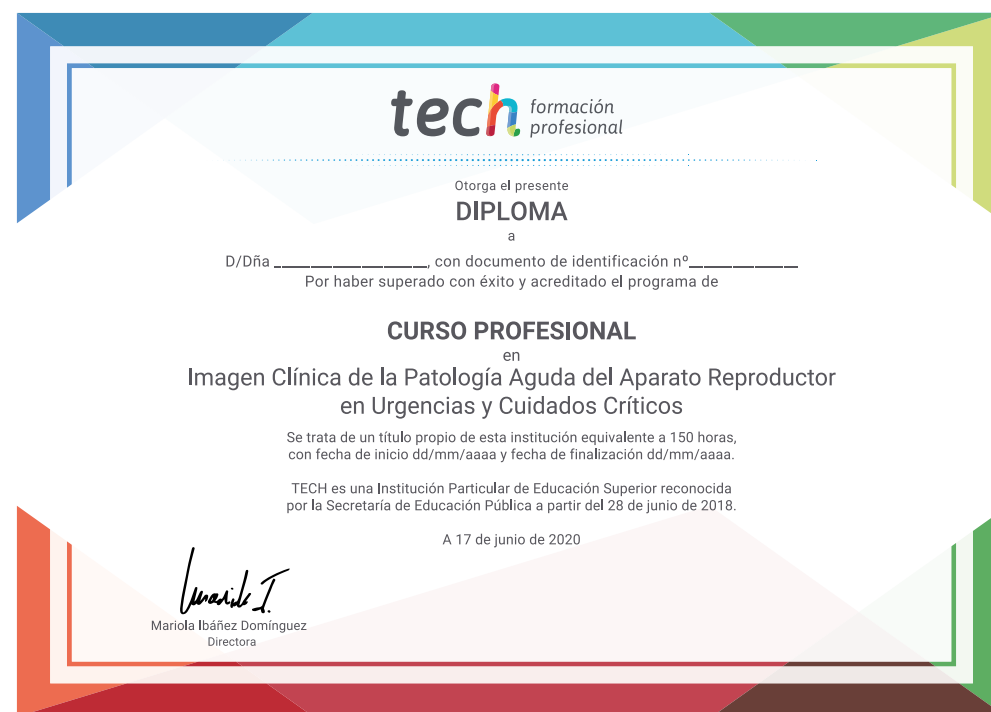 tech formación
profesional
Otorga el presente
DIPLOMA
a
D/Dña ____________________, con documento de identificación nº______________
Por haber superado con éxito y acreditado el programa de
CURSO PROFESIONAL
en
Imagen Clínica de la Patología Aguda del Aparato Reproductor
en Urgencias y Cuidados Críticos
Se trata de un título propio de esta institución equivalente a 150 horas,
con fecha de inicio dd/mm/aaaa y fecha de finalización dd/mm/aaaa.
TECH es una Institución Particular de Educación Superior reconocida
por la Secretaría de Educación Pública a partir del 28 de junio de 2018.
A 17 de junio de 2020
Mariola Ibáñez Domínguez
Directora